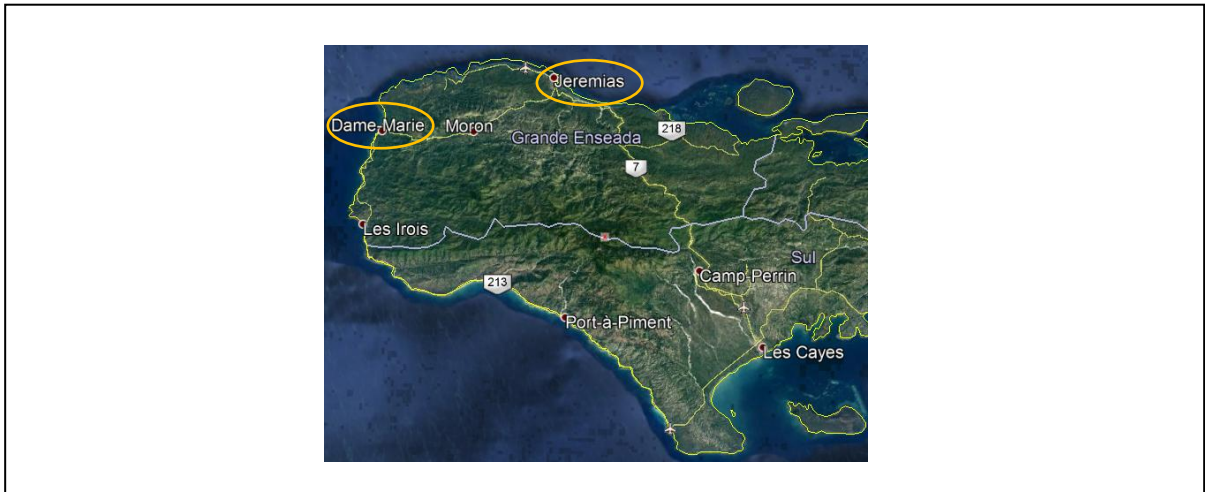 Jeremias
Dame-Marie
Moron
218
Grande Enseada
7
Les Irois
Sul
Camp-Perrin
213
Port-à-Piment
Les Cayes